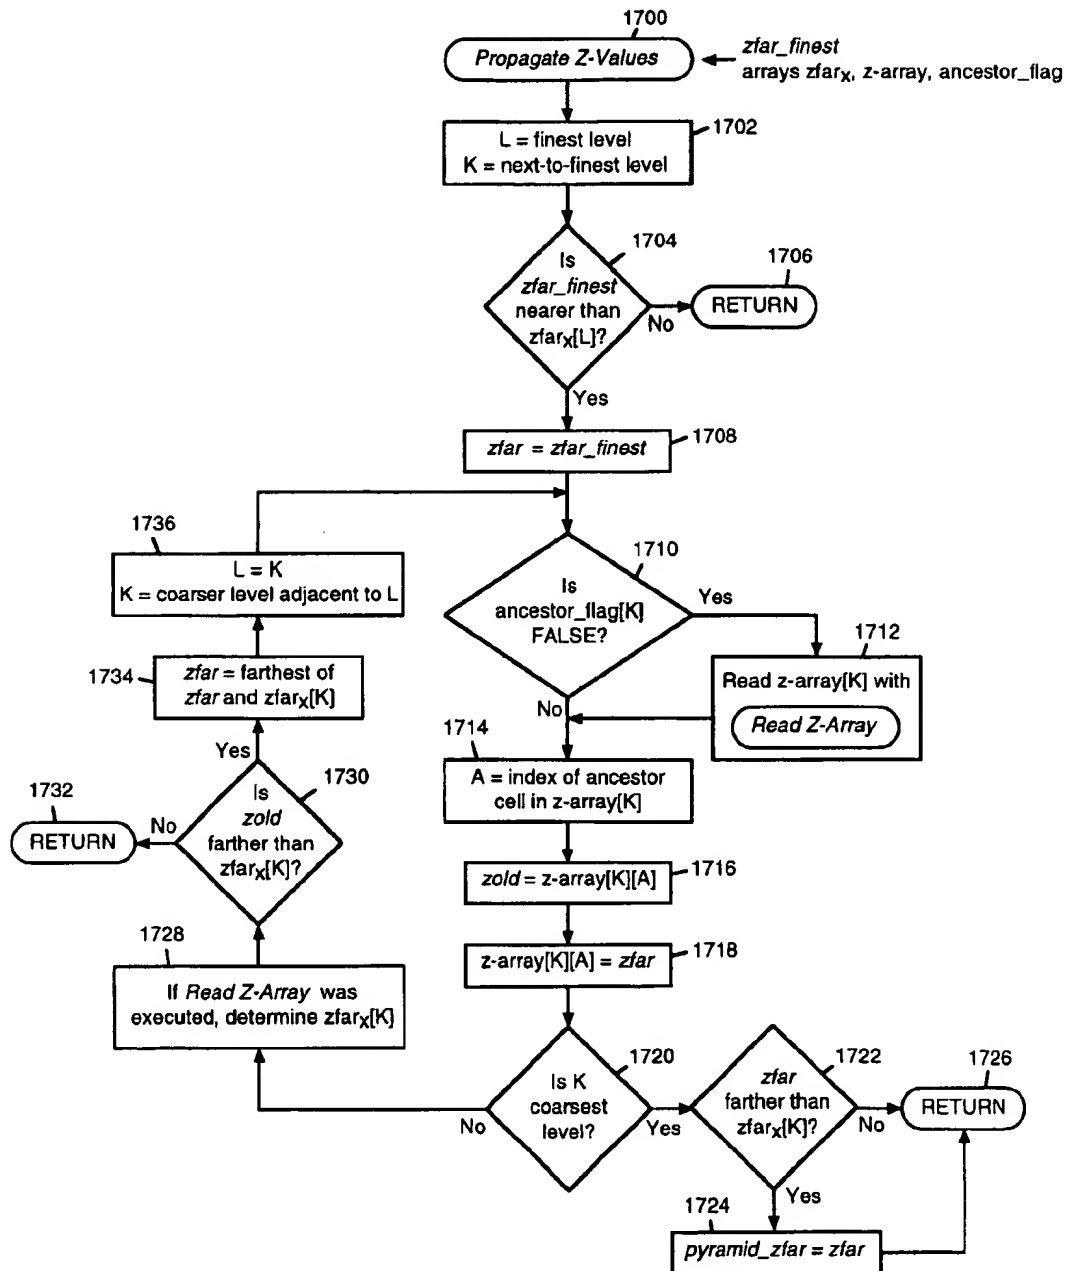 1700
Propagate Z-Values
zfar_finest
arrays zfarx, z-array, ancestor_flag
1702
L = finest level
K = next-to-finest level
1704
Is
zfar_finest
nearer than
zfarx[L]?
No
1706
RETURN
Yes
1708
zfar = zfar_finest
1736
L = K
K = coarser level adjacent to L
1710
Is
ancestor_flag[K]
FALSE?
Yes
1712
Read z-array[K] with
Read Z-Array
No
1734
zfar = farthest of
zfar and zfarx[K]
1714
A = index of ancestor
cell in z-array[K]
Yes
1730
Is
zold
farther than
zfarx[K]?
1732
RETURN
No
1716
zold = z-array[K][A]
1718
z-array[K][A] = zfar
1728
If Read Z-Array was
executed, determine zfarx[K]
1720
Is K
coarsest
level?
No
Yes
1722
zfar
farther than
zfarx[K]?
No
1726
RETURN
Yes
1724
pyramid_zfar = zfar